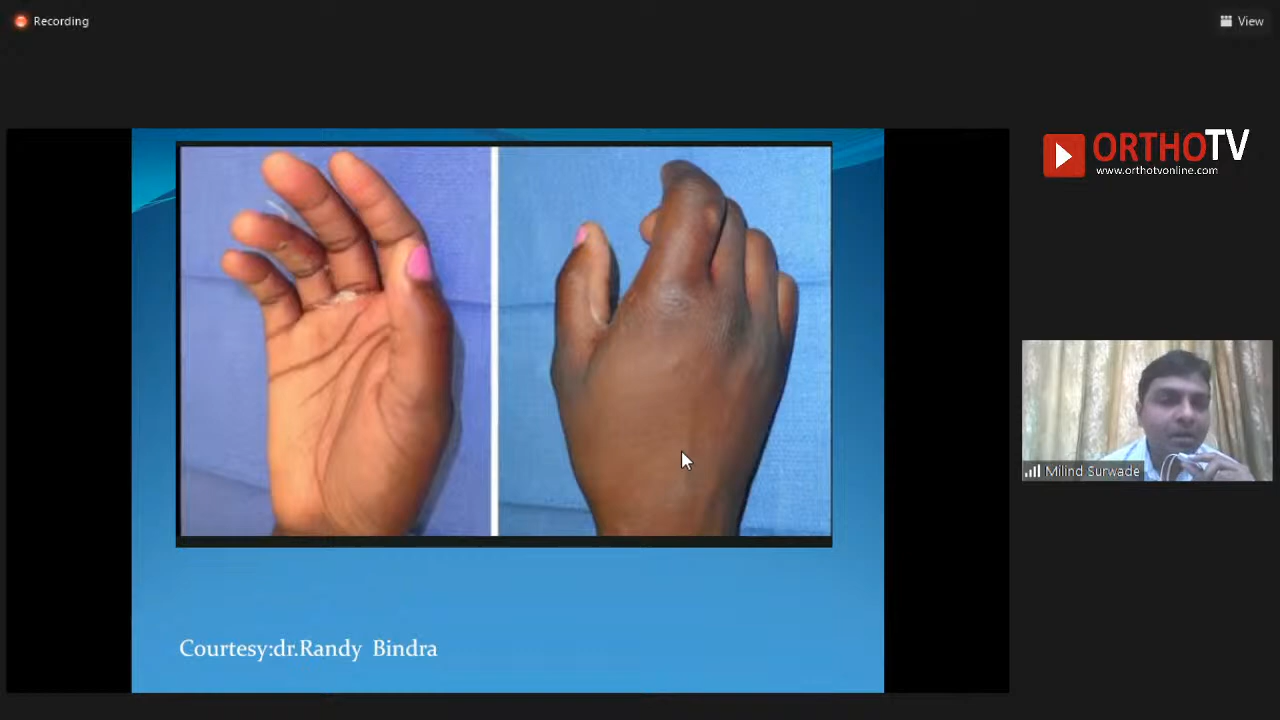 Recording
View
ORTHOTV
www.orthotvonline.com
Milind Surwade
Courtesy:dr.Randy Bindra